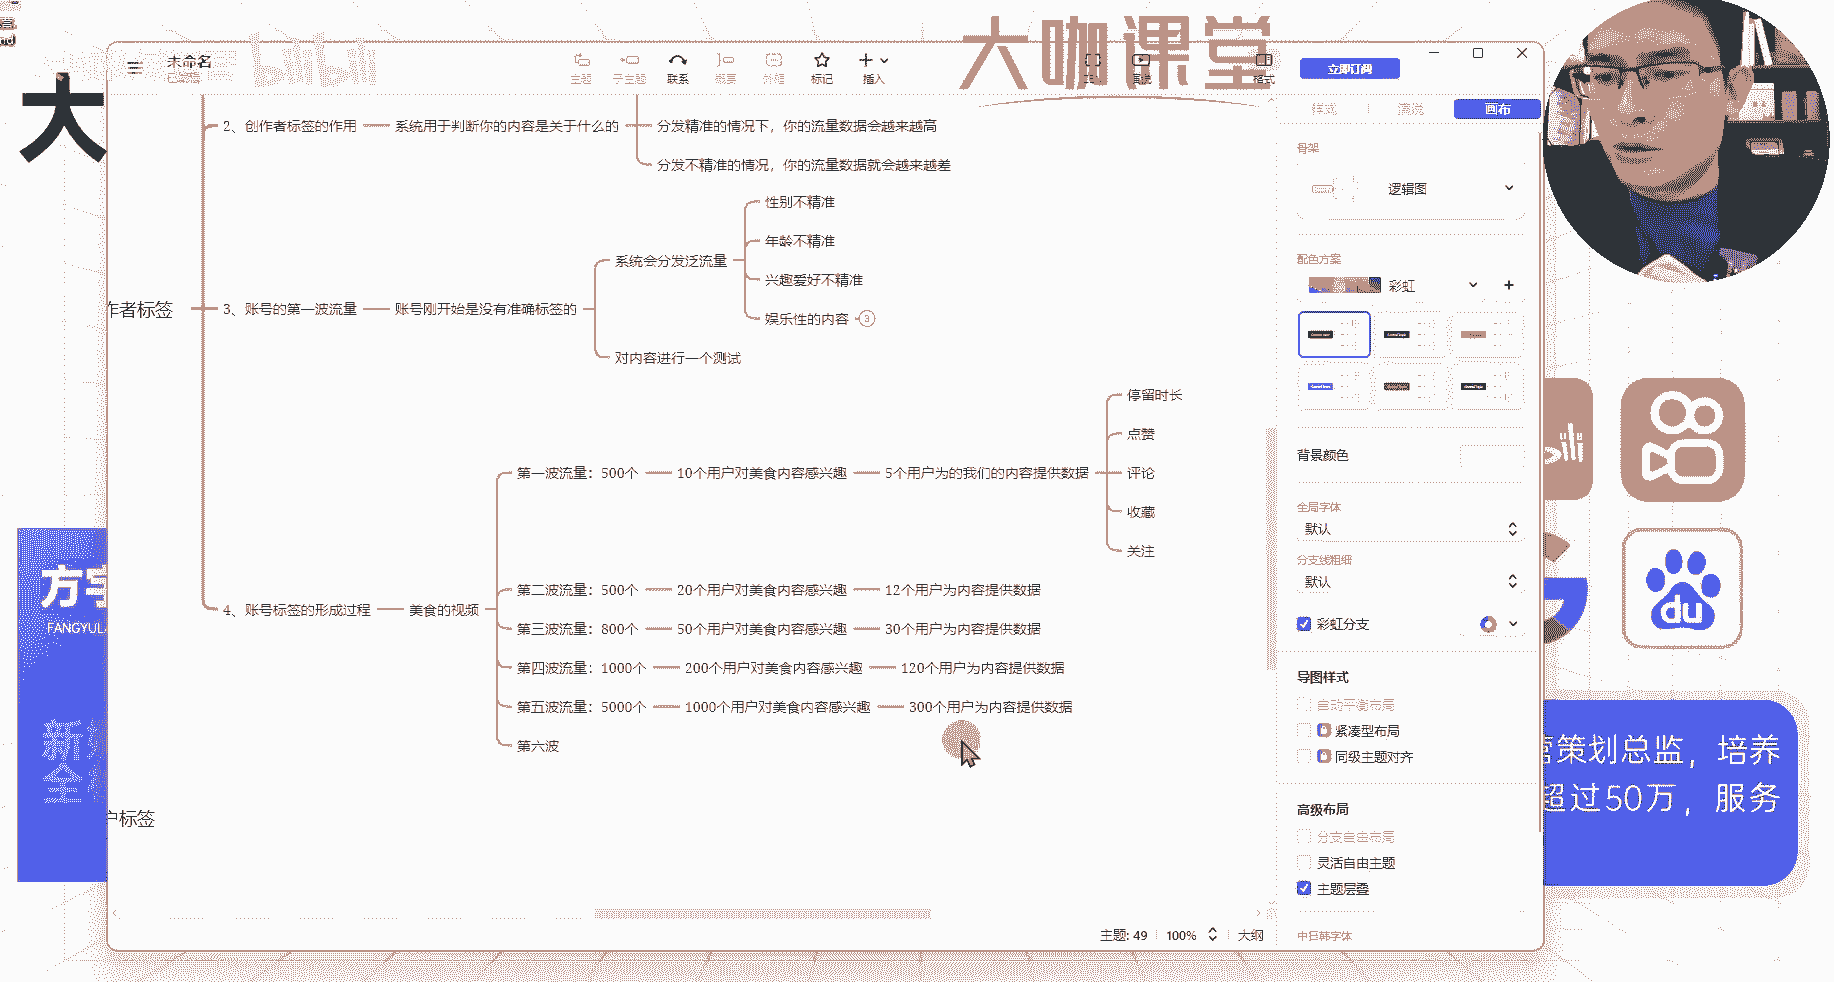 大咖课堂
bilibili
大
未命名
主题
子主题
联系
概要
外框
标记
插入
格式
立即订阅
样式
演说
画布
2、创作者标签的作用
系统用于判断你的内容是关于什么的
分发精准的情况下，你的流量数据会越来越高
分发不精准的情况，你的流量数据就会越来越差
作者标签
3、账号的第一波流量
账号刚开始是没有准确标签的
系统会分发泛流量
性别不精准
年龄不精准
兴趣爱好不精准
娱乐性的内容
3
对内容进行一个测试
4、账号标签的形成过程
美食的视频
第一波流量：500个
10个用户对美食内容感兴趣
5个用户为的我们的内容提供数据
停留时长
点赞
评论
收藏
关注
第二波流量：500个
20个用户对美食内容感兴趣
12个用户为内容提供数据
第三波流量：800个
50个用户对美食内容感兴趣
30个用户为内容提供数据
第四波流量：1000个
200个用户对美食内容感兴趣
120个用户为内容提供数据
第五波流量：5000个
1000个用户对美食内容感兴趣
300个用户为内容提供数据
第六波
户标签
骨架
逻辑图
配色方案
彩虹
背景颜色
全局字体
默认
分支线粗细
默认
彩虹分支
导图样式
自动平衡布局
紧凑型布局
同级主题对齐
高级布局
分支自由布局
灵活自由主题
主题层叠
中日韩字体
主题: 49
100%
大纲
方
FANGYU
新
全
du
营策划总监，培养
超过50万，服务